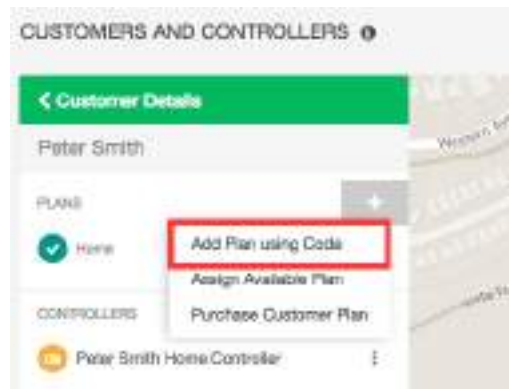 CUSTOMERS AND CONTROLLERS
Customer Details
Peter Smith
PLANS
Home
Add Plan using Code
Assign Available Plan
CONTROLLERS
Purchase Customer Plan
Peter Smith Home Controller
Western